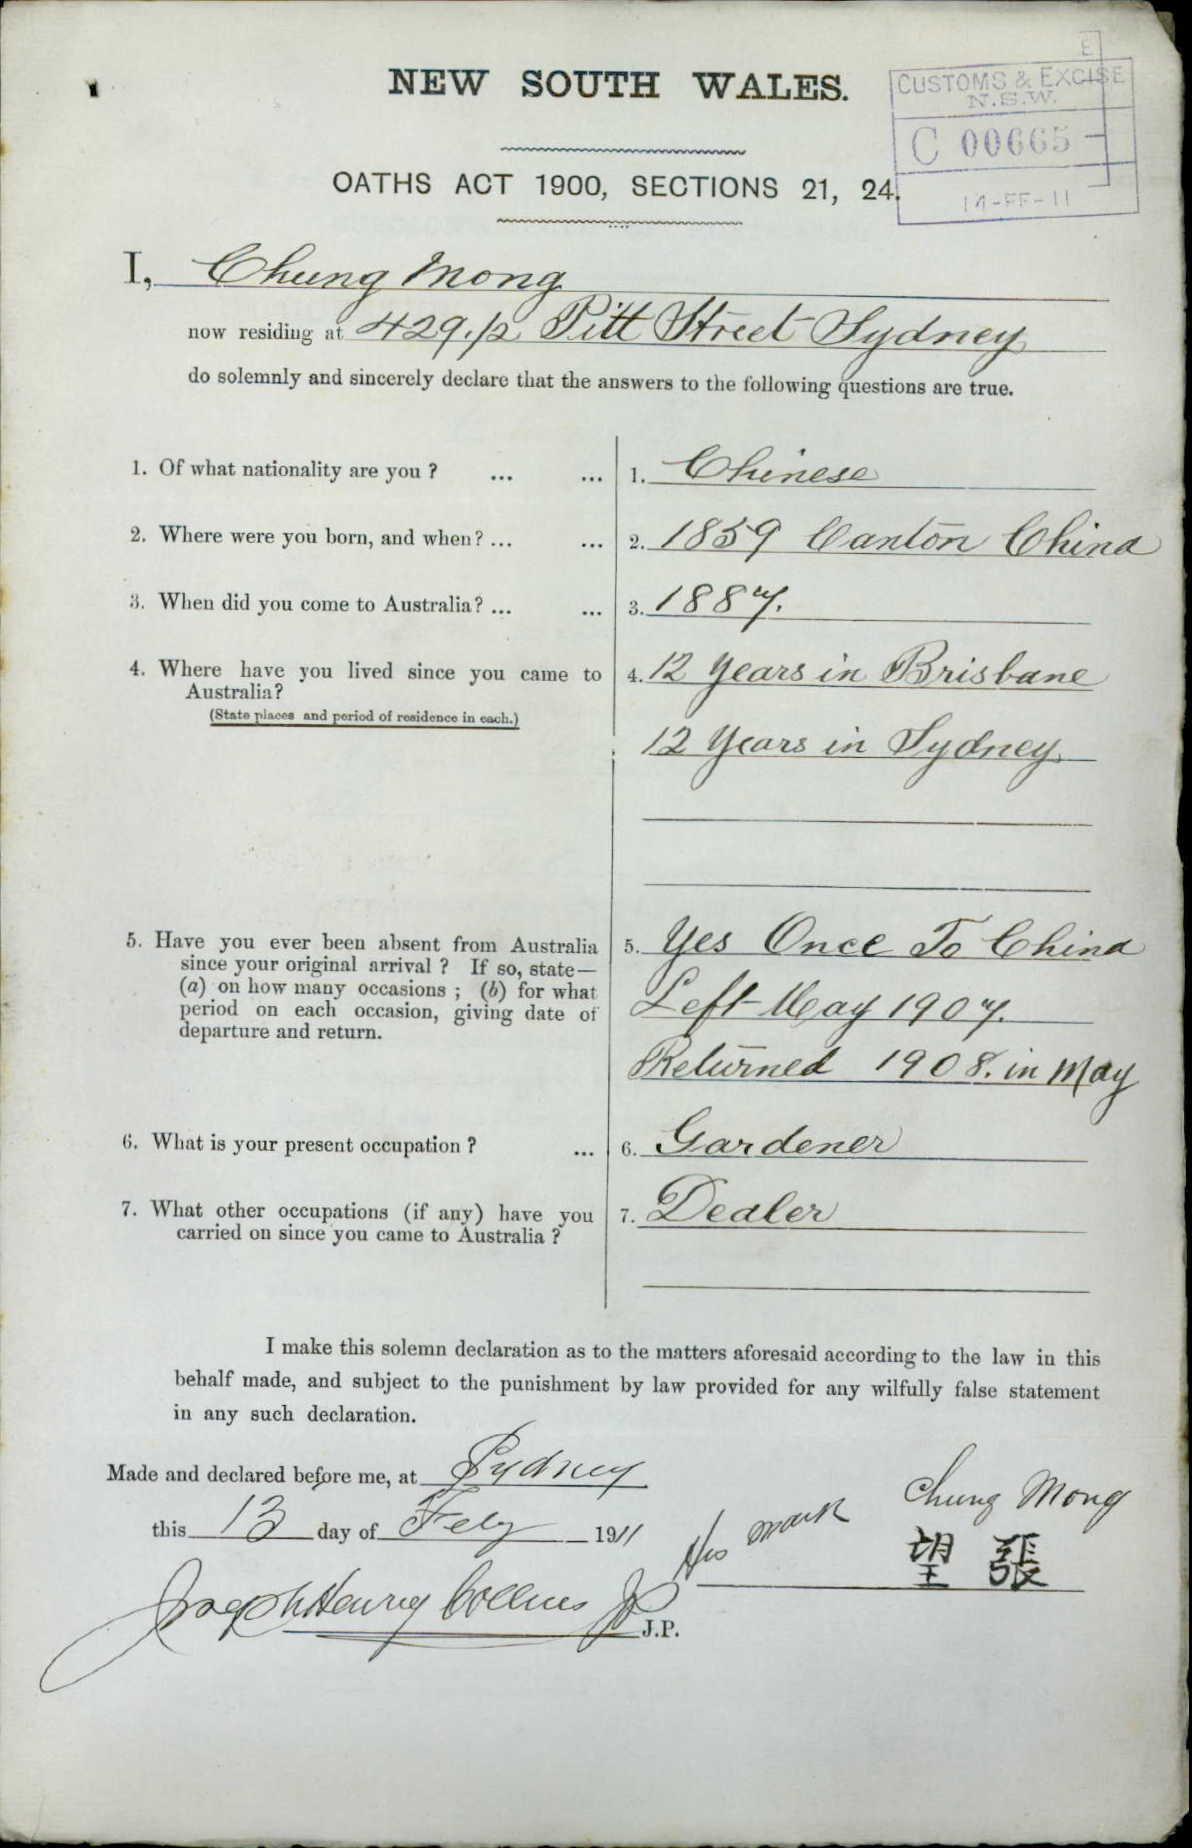 NEW SOUTH WALES.
E
CUSTOMS & EXCISE
N.S.W.
C 00665
14-FE-11
OATHS ACT 1900, SECTIONS 21, 24.
I, Chung Mong
now residing at 429.½ Pitt Street Sydney
do solemnly and sincerely declare that the answers to the following questions are true.
1. Of what nationality are you ? ... ... 1. Chinese
2. Where were you born, and when? ... ... 2. 1859 Canton China
3. When did you come to Australia? ... ... 3. 1887.
4. Where have you lived since you came to 4. 12 Years in Brisbane
Australia?
(State places and period of residence in each.)
12 Years in Sydney
5. Have you ever been absent from Australia 5. Yes Once To China
since your original arrival ? If so, state—
(a) on how many occasions ; (b) for what
period on each occasion, giving date of
departure and return.
Left May 1907.
Returned 1908. in May
6. What is your present occupation ? ... 6. Gardener
7. What other occupations (if any) have you 7. Dealer
carried on since you came to Australia ?
I make this solemn declaration as to the matters aforesaid according to the law in this
behalf made, and subject to the punishment by law provided for any wilfully false statement
in any such declaration.
Made and declared before me, at Sydney
this 13 day of Feby 1911
His mark Chung Mong
望 張
Joseph Henry Collins JP
J.P.